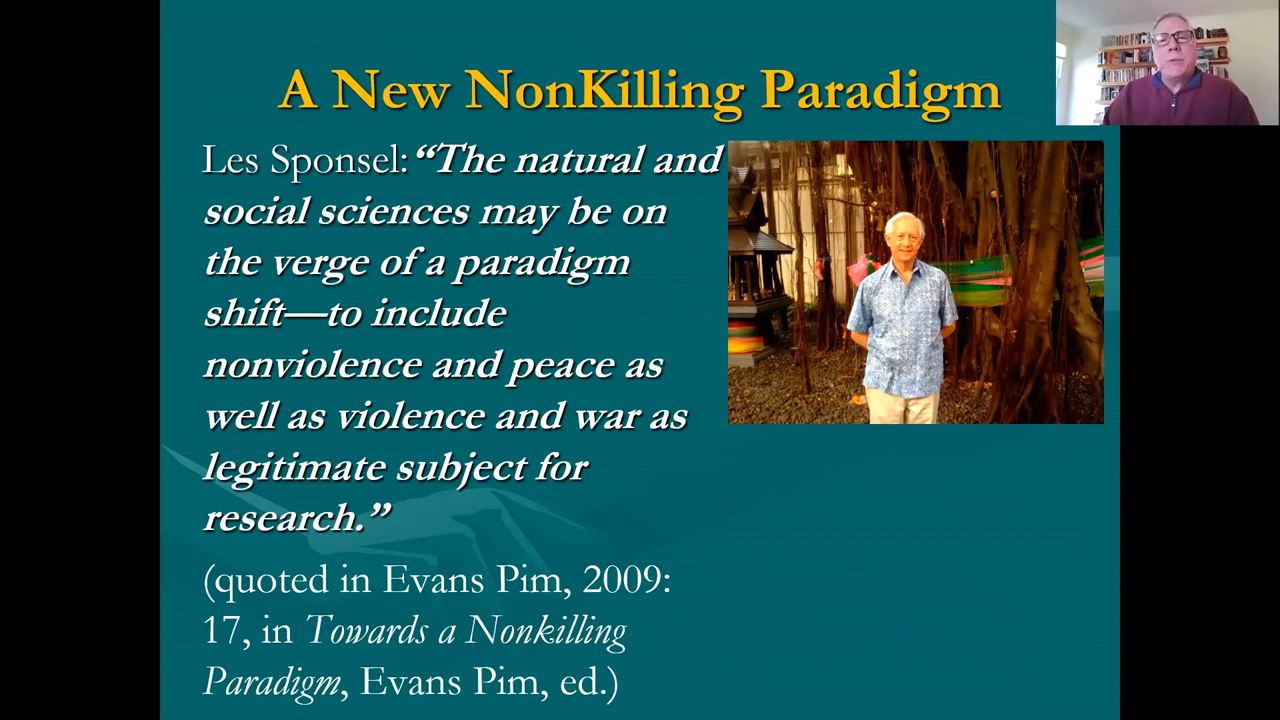 A New NonKilling Paradigm
Les Sponsel: “The natural and
social sciences may be on
the verge of a paradigm
shift—to include
nonviolence and peace as
well as violence and war as
legitimate subject for
research.”
(quoted in Evans Pim, 2009:
17, in Towards a Nonkilling
Paradigm, Evans Pim, ed.)